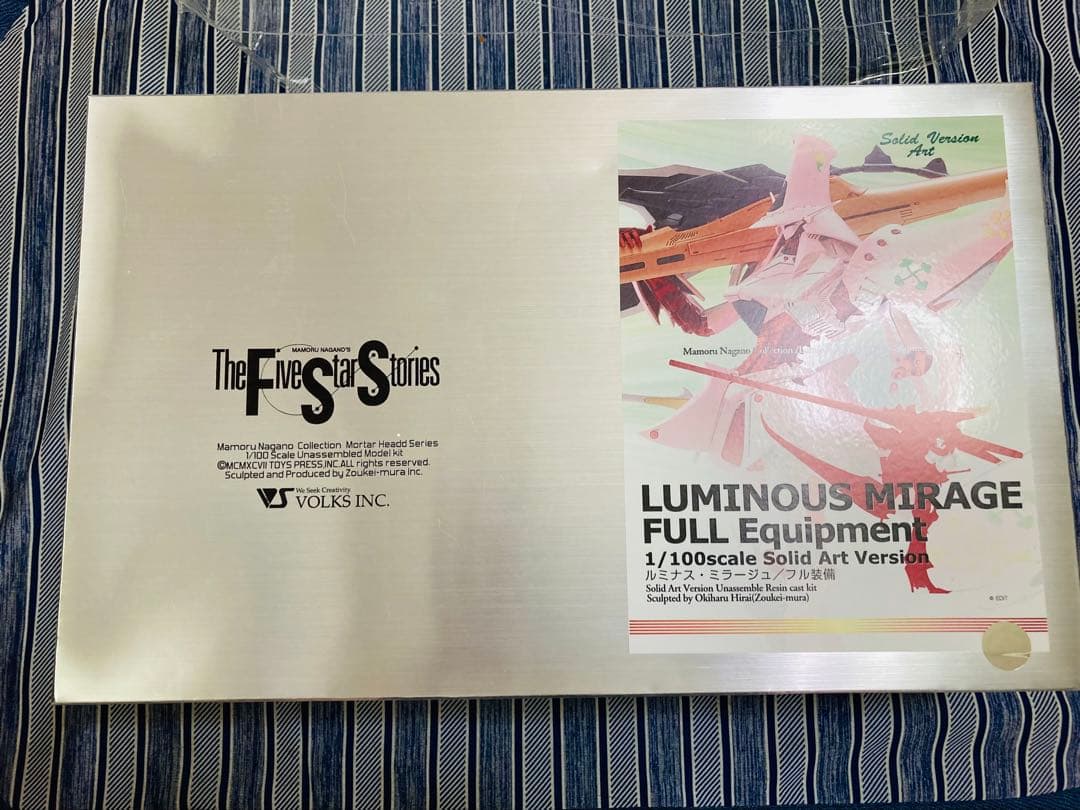 MAMORU NAGANO'S
The Five Star Stories
Mamoru Nagano Collection Mortar Headd Series
1/100 Scale Unassembled Model kit
©MCMXCVII TOYS PRESS,INC.ALL rights reserved.
Sculpted and Produced by Zoukei-mura Inc.
VS We Seek Creativity
VOLKS INC.
Solid Version
Art
Mamoru Nagano
LUMINOUS MIRAGE
FULL Equipment
1/100scale Solid Art Version
ルミナス・ミラージュ／フル装備
Solid Art Version Unassemble Resin cast kit
Sculpted by Okiharu Hirai(Zoukei-mura)